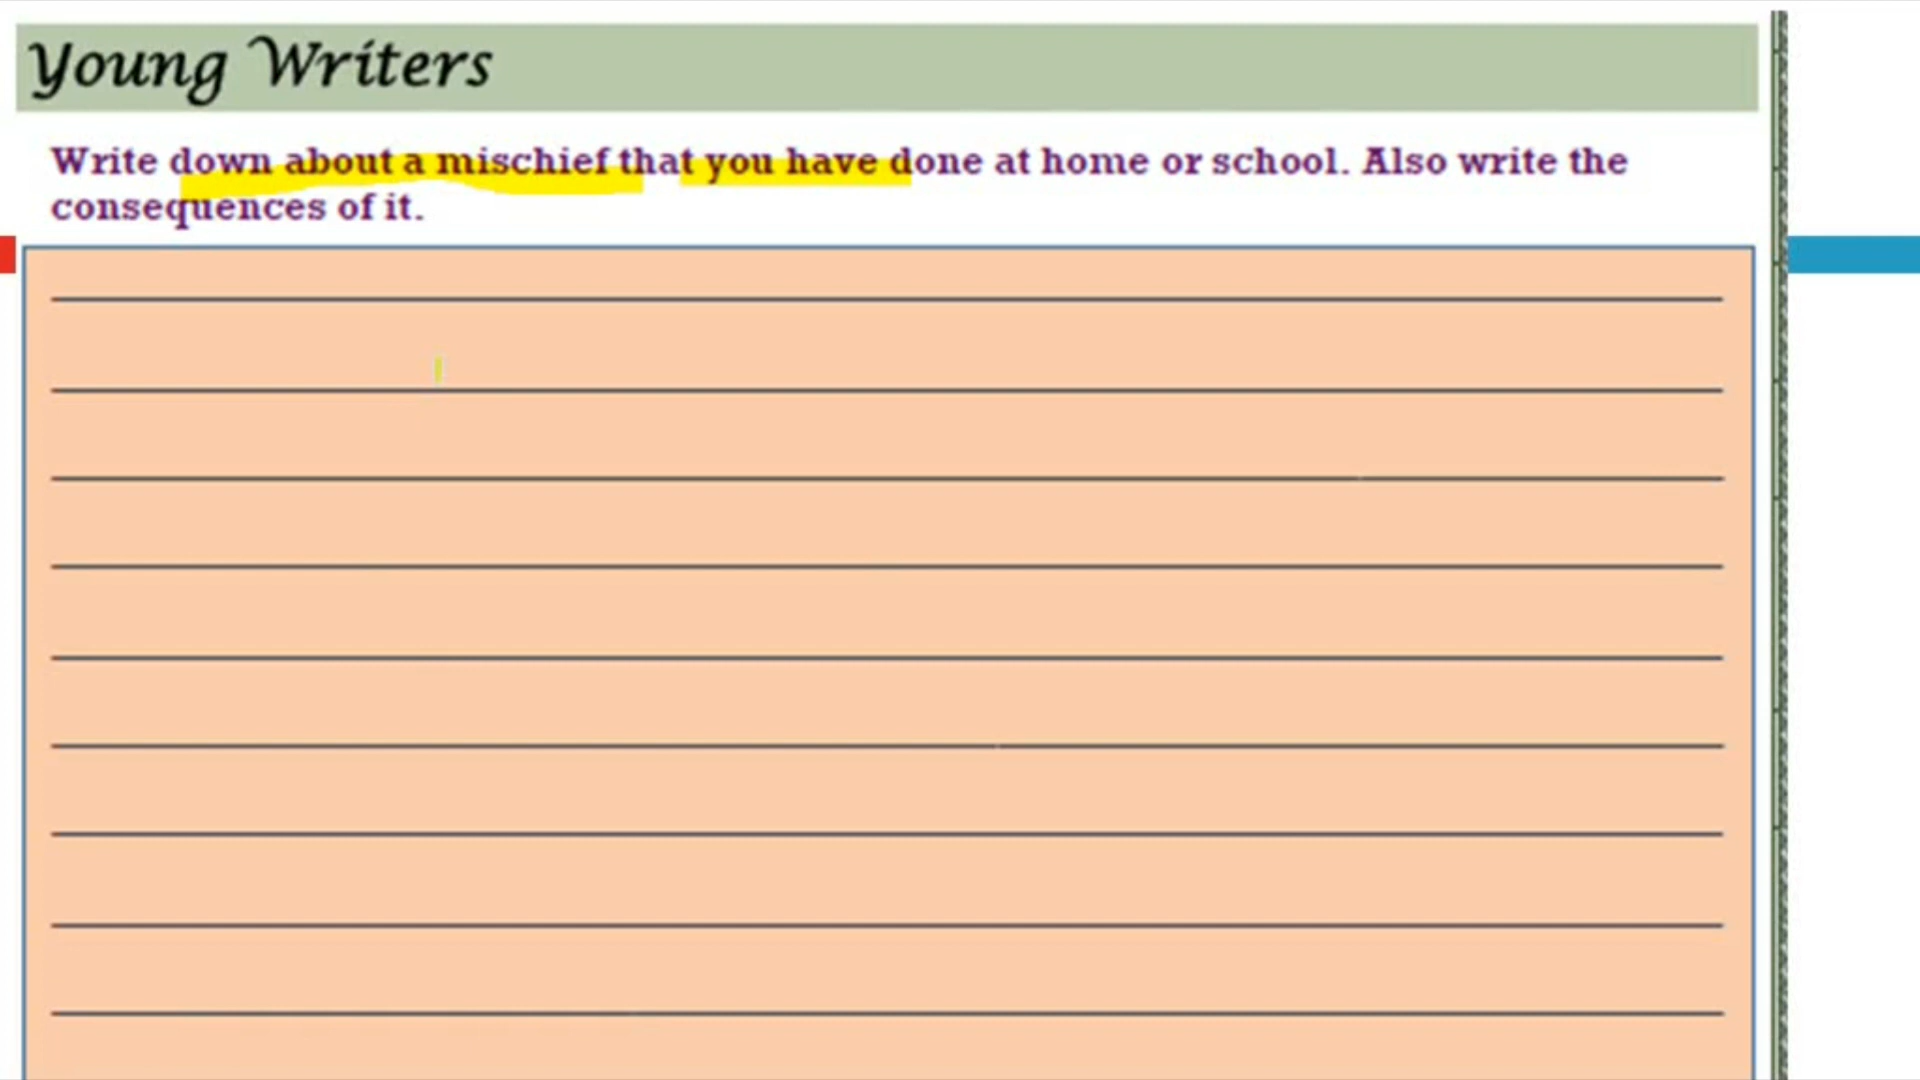 Young Writers
Write down about a mischief that you have done at home or school. Also write the
consequences of it.